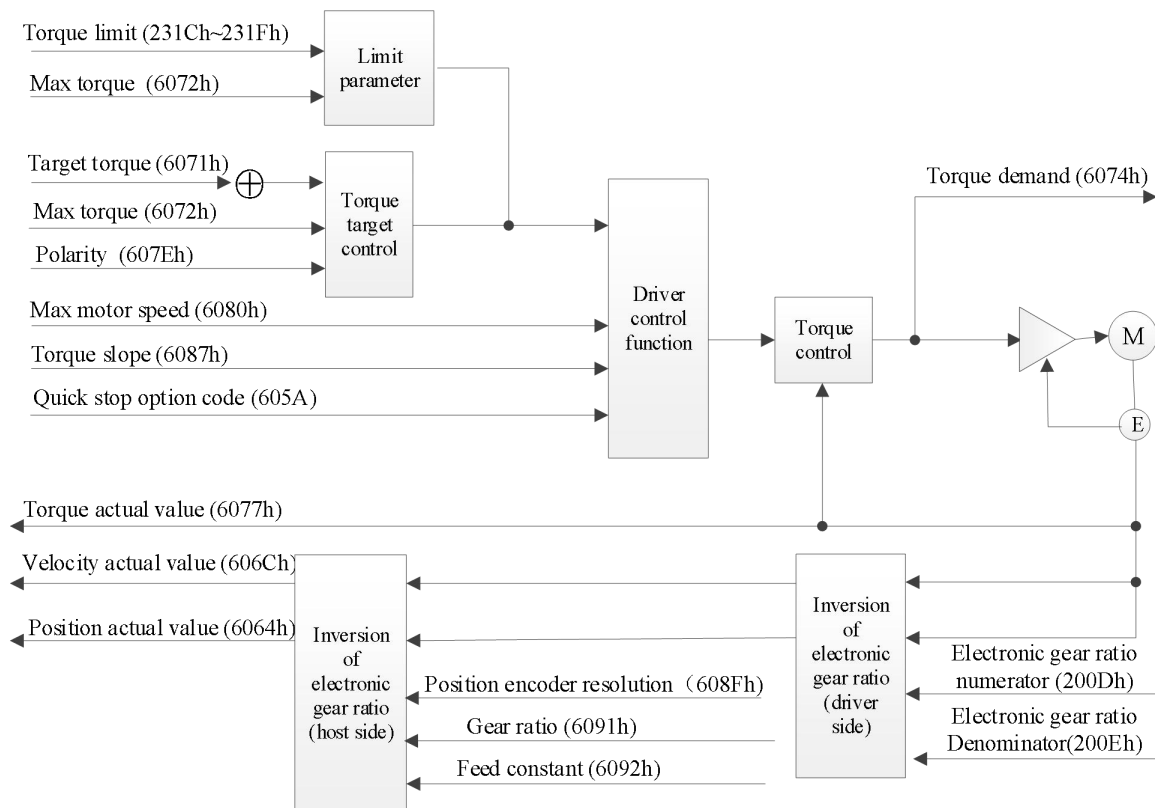 Torque limit (231Ch~231Fh)
Max torque (6072h)
Limit
parameter
Target torque (6071h)
Max torque (6072h)
Polarity (607Eh)
Torque
target
control
Max motor speed (6080h)
Torque slope (6087h)
Quick stop option code (605A)
Driver
control
function
Torque
control
Torque demand (6074h)
M
E
Torque actual value (6077h)
Velocity actual value (606Ch)
Position actual value (6064h)
Inversion
of
electronic
gear ratio
(host side)
Position encoder resolution（608Fh)
Gear ratio (6091h)
Feed constant (6092h)
Inversion
of
electronic
gear ratio
(driver
side)
Electronic gear ratio
numerator (200Dh)
Electronic gear ratio
Denominator(200Eh)